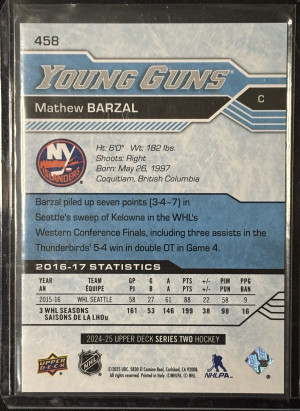 458
YOUNG GUNS
Mathew BARZAL
C
Ht: 6'0" Wt: 182 lbs.
Shoots: Right
Born: May 26, 1997
Coquitlam, British Columbia
Barzal piled up seven points (3-4–7) in
Seattle's sweep of Kelowna in the WHL's
Western Conference Finals, including three assists in the
Thunderbirds' 5-4 win in double OT in Game 4.
2016-17 STATISTICS
YEAR TEAM GP G A PTS +/- PIM PPG
AN ÉQUIPE PJ B A PTS +/- PUN BAN
2015-16 WHL SEATTLE 58 27 61 88 22 58 9
3 WHL SEASONS 161 53 146 199 38 98 16
SAISONS DE LA LHOu
2024-25 UPPER DECK SERIES TWO HOCKEY
UPPER DECK
NHLPA